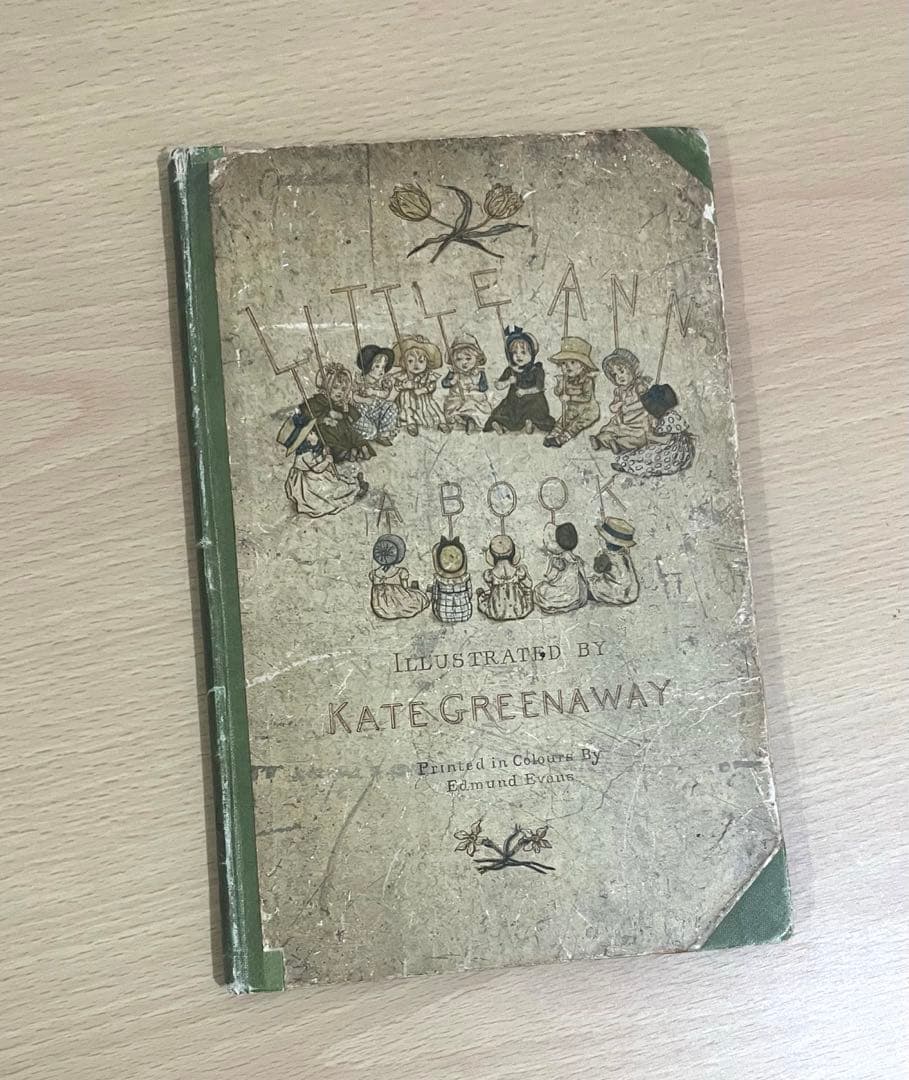 LITTLE ANN
A BOOK
ILLUSTRATED BY
KATE GREENAWAY
Printed in Colours By
Edmund Evans